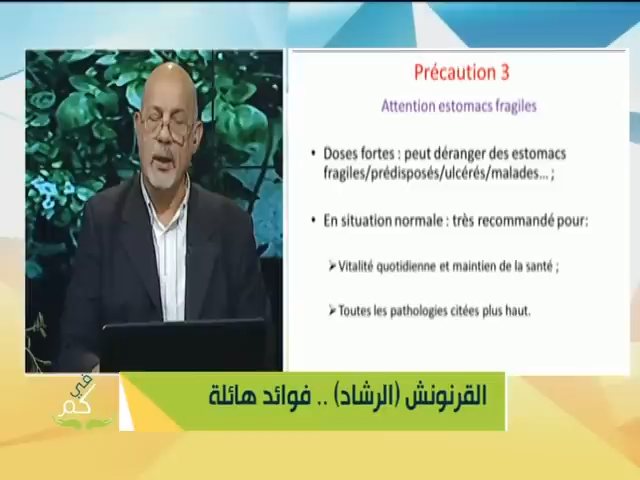 Précaution 3
Attention estomacs fragiles
• Doses fortes : peut déranger des estomacs
fragiles/prédisposés/ulcérés/malades... ;
• En situation normale : très recommandé pour:
➢Vitalité quotidienne et maintien de la santé ;
➢Toutes les pathologies citées plus haut.
القرنونش (الرشاد) .. فوائد هائلة
في
كم